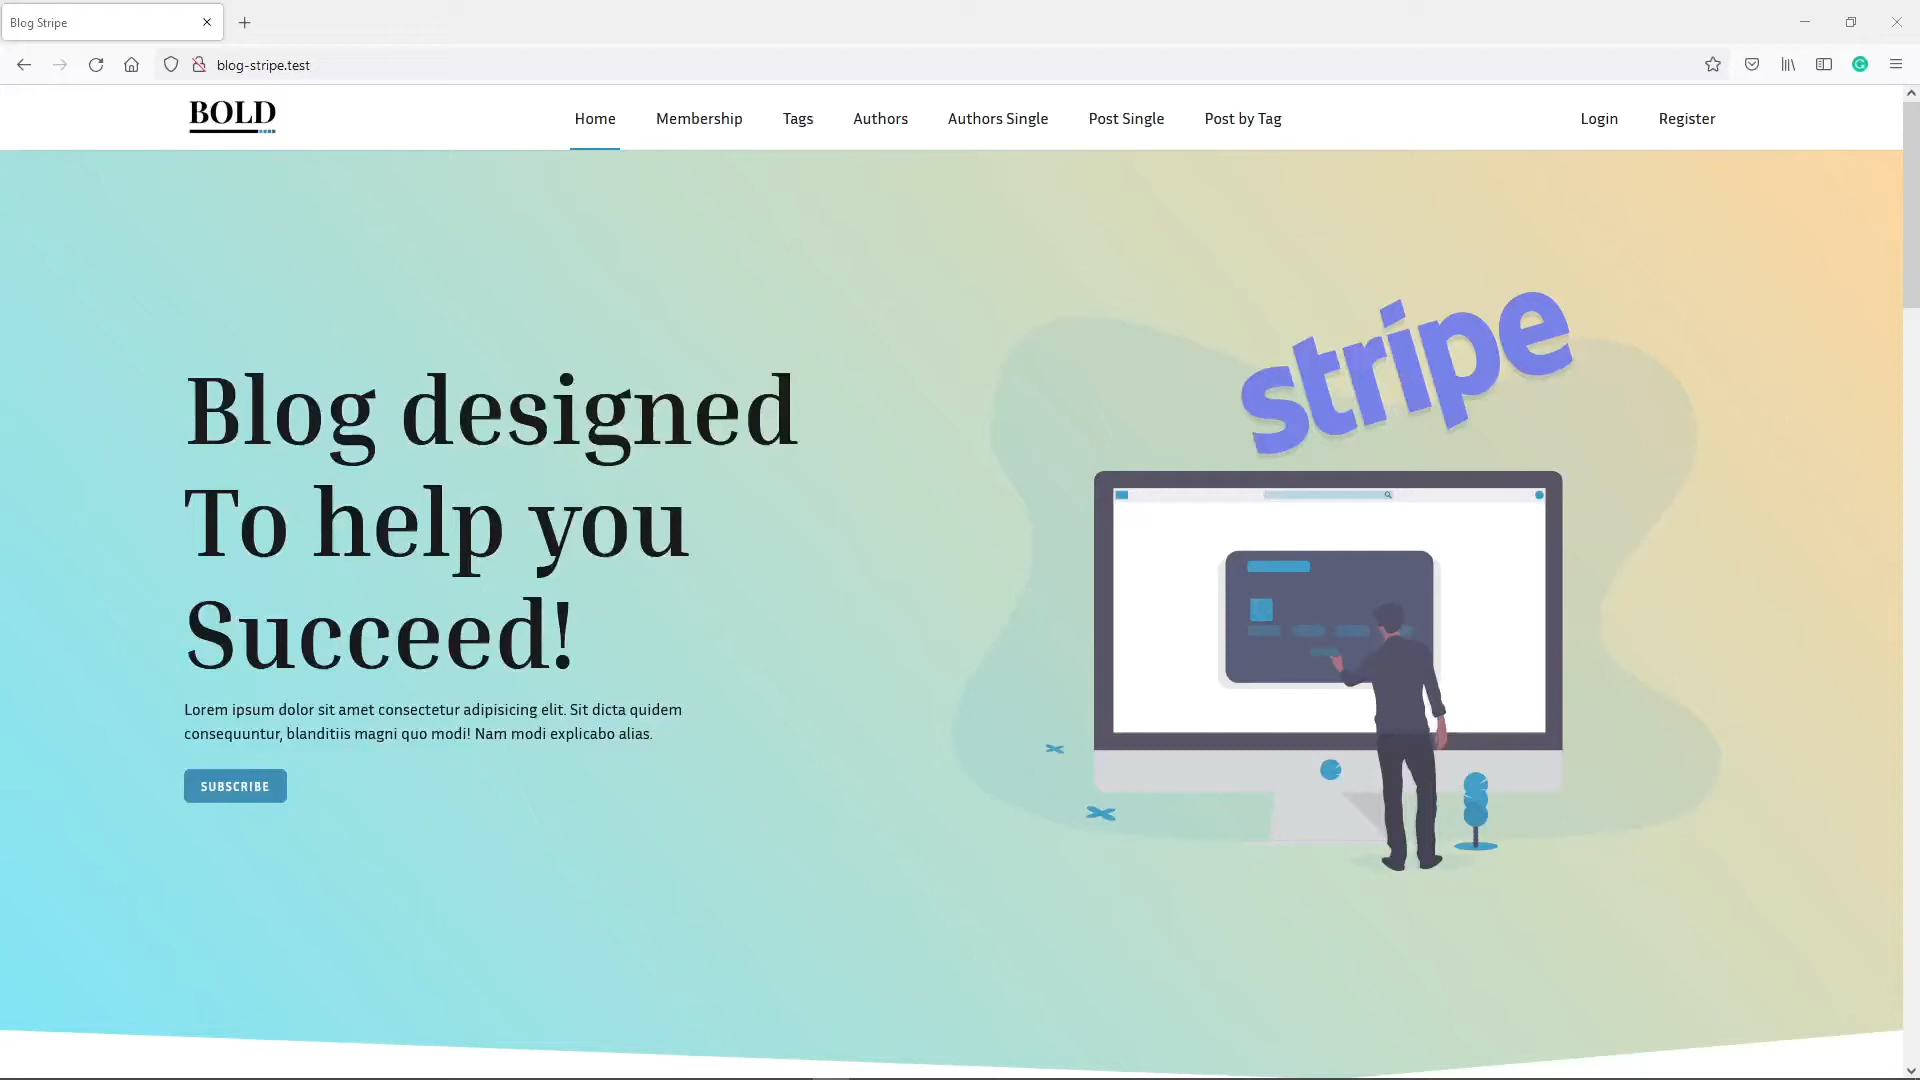 Blog Stripe
blog-stripe.test
BOLD
Home Membership Tags Authors Authors Single Post Single Post by Tag Login Register
stripe
Blog designed
To help you
Succeed!
Lorem ipsum dolor sit amet consectetur adipisicing elit. Sit dicta quidem
consequuntur, blanditiis magni quo modi! Nam modi explicabo alias.
SUBSCRIBE